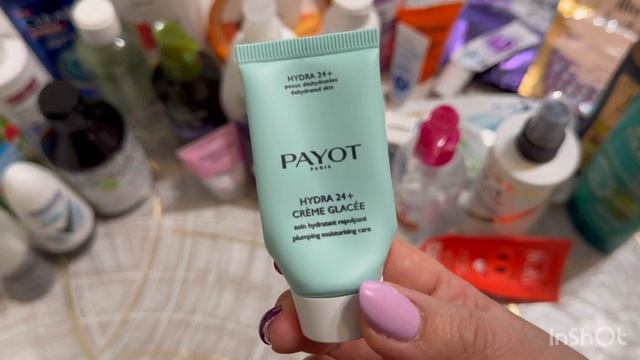 HYDRA 24+
peaux déshydratées
dehydrated skin
PAYOT
PARIS
HYDRA 24+
CRÈME GLACÉE
soin hydratant repulpant
plumping moisturising care
InShOt